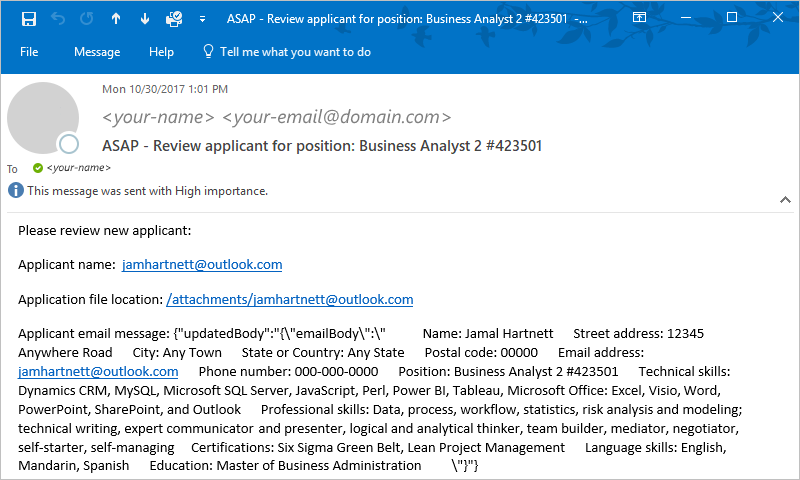 ASAP - Review applicant for position: Business Analyst 2 #423501 -...
File Message Help Tell me what you want to do
Mon 10/30/2017 1:01 PM
<your-name> <your-email@domain.com>
ASAP - Review applicant for position: Business Analyst 2 #423501
To <your-name>
This message was sent with High importance.
Please review new applicant:
Applicant name: jamhartnett@outlook.com
Application file location: /attachments/jamhartnett@outlook.com
Applicant email message: {"updatedBody":"{\"emailBody\":\" Name: Jamal Hartnett Street address: 12345
Anywhere Road City: Any Town State or Country: Any State Postal code: 00000 Email address:
jamhartnett@outlook.com Phone number: 000-000-0000 Position: Business Analyst 2 #423501 Technical skills:
Dynamics CRM, MySQL, Microsoft SQL Server, JavaScript, Perl, Power BI, Tableau, Microsoft Office: Excel, Visio, Word,
PowerPoint, SharePoint, and Outlook Professional skills: Data, process, workflow, statistics, risk analysis and modeling;
technical writing, expert communicator and presenter, logical and analytical thinker, team builder, mediator, negotiator,
self-starter, self-managing Certifications: Six Sigma Green Belt, Lean Project Management Language skills: English,
Mandarin, Spanish Education: Master of Business Administration \"}"}